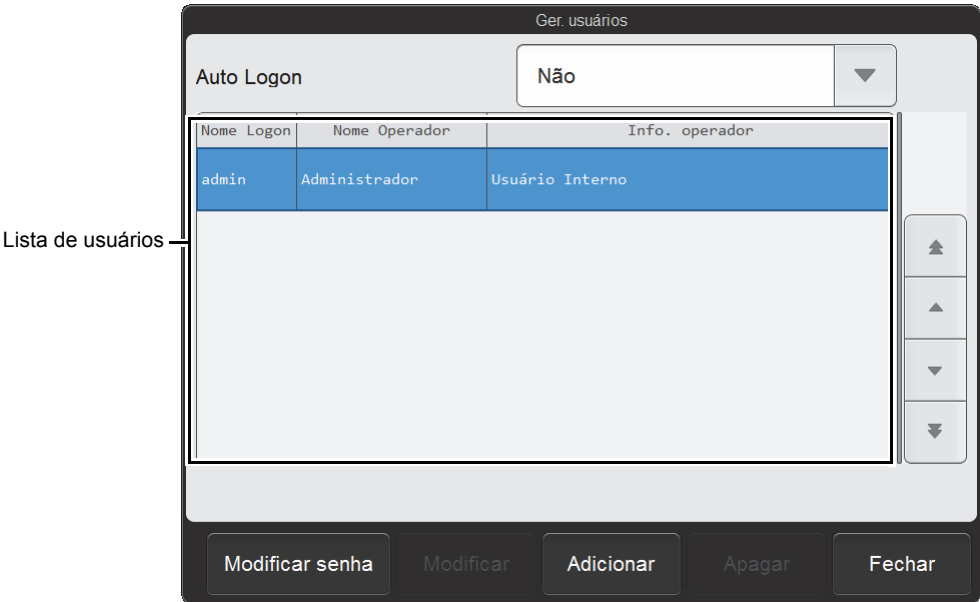 Ger. usuários
Auto Logon Não
Nome Logon Nome Operador Info. operador
admin Administrador Usuário Interno
Lista de usuários
Modificar senha Modificar Adicionar Apagar Fechar